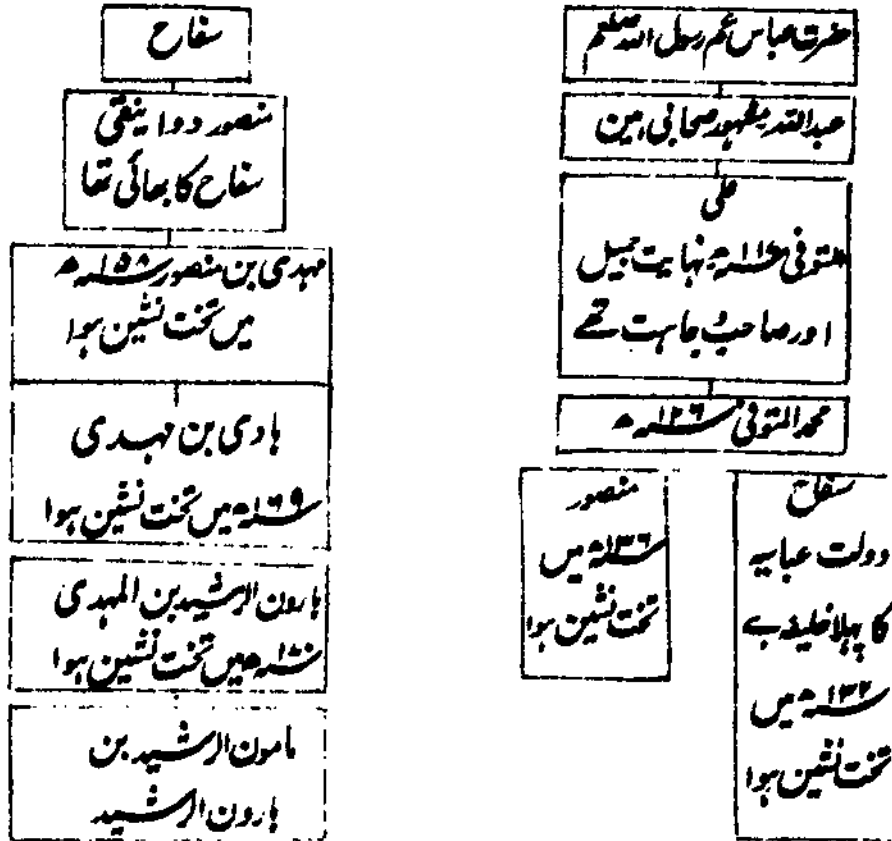 حضرت عباس عم رسول اللہ صلعم
عبداللہ مشہور صحابی ہیں
علی
المتوفی ۱۱۷ھ نہایت جمیل
اور صاحب وجاہت تھے
محمد المتوفی ۱۲۶ھ
سفاح
دولت عباسیہ
کا پہلا خلیفہ ہے
۱۳۲ھ میں
تخت نشین ہوا
منصور
۱۳۶ھ میں
تخت نشین ہوا
سفاح
منصور دوانیقی
سفاح کا بھائی تھا
مہدی بن منصور ۱۵۸ھ
میں تخت نشین ہوا
ہادی بن مہدی
۱۶۹ھ میں تخت نشین ہوا
ہارون الرشید بن المہدی
۱۷۰ھ میں تخت نشین ہوا
مامون الرشید بن
ہارون الرشید